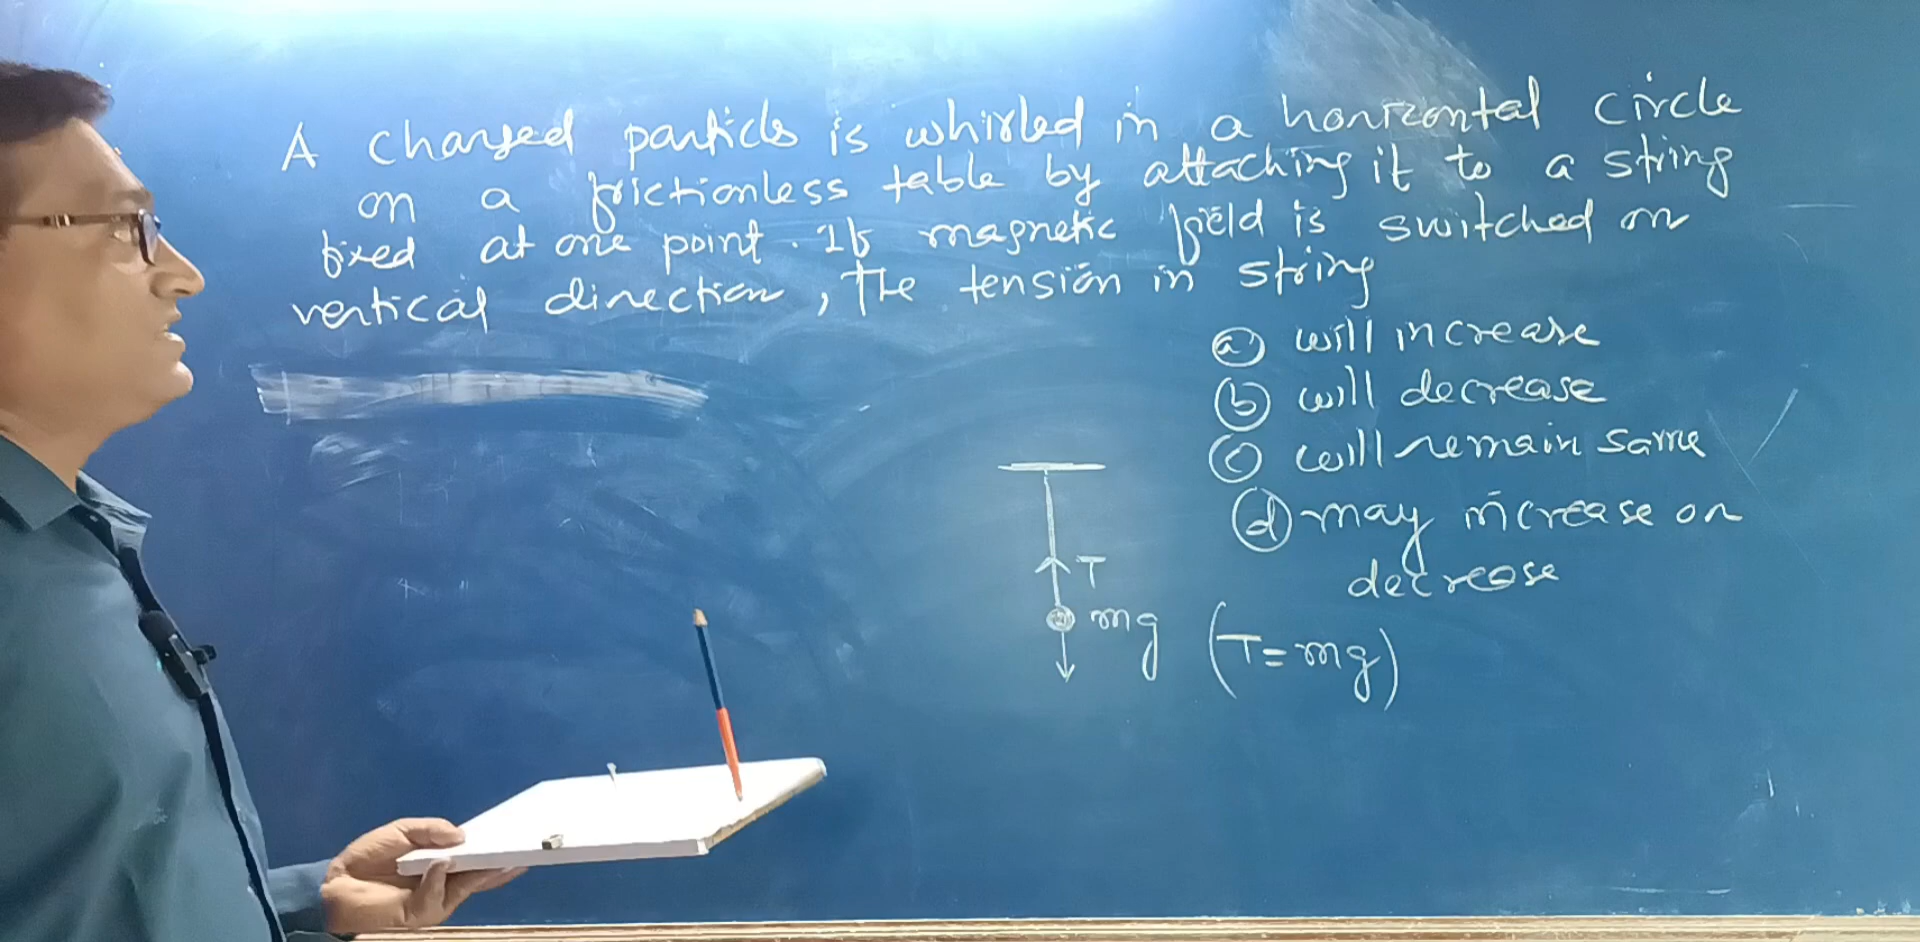 A charged particle is whirled in a horizontal circle
on a frictionless table by attaching it to a string
fixed at one point. If magnetic field is switched on
vertical direction, the tension in string
(a) will increase
(b) will decrease
(c) will remain same
(d) may increase or
decrease
T
mg (T=mg)